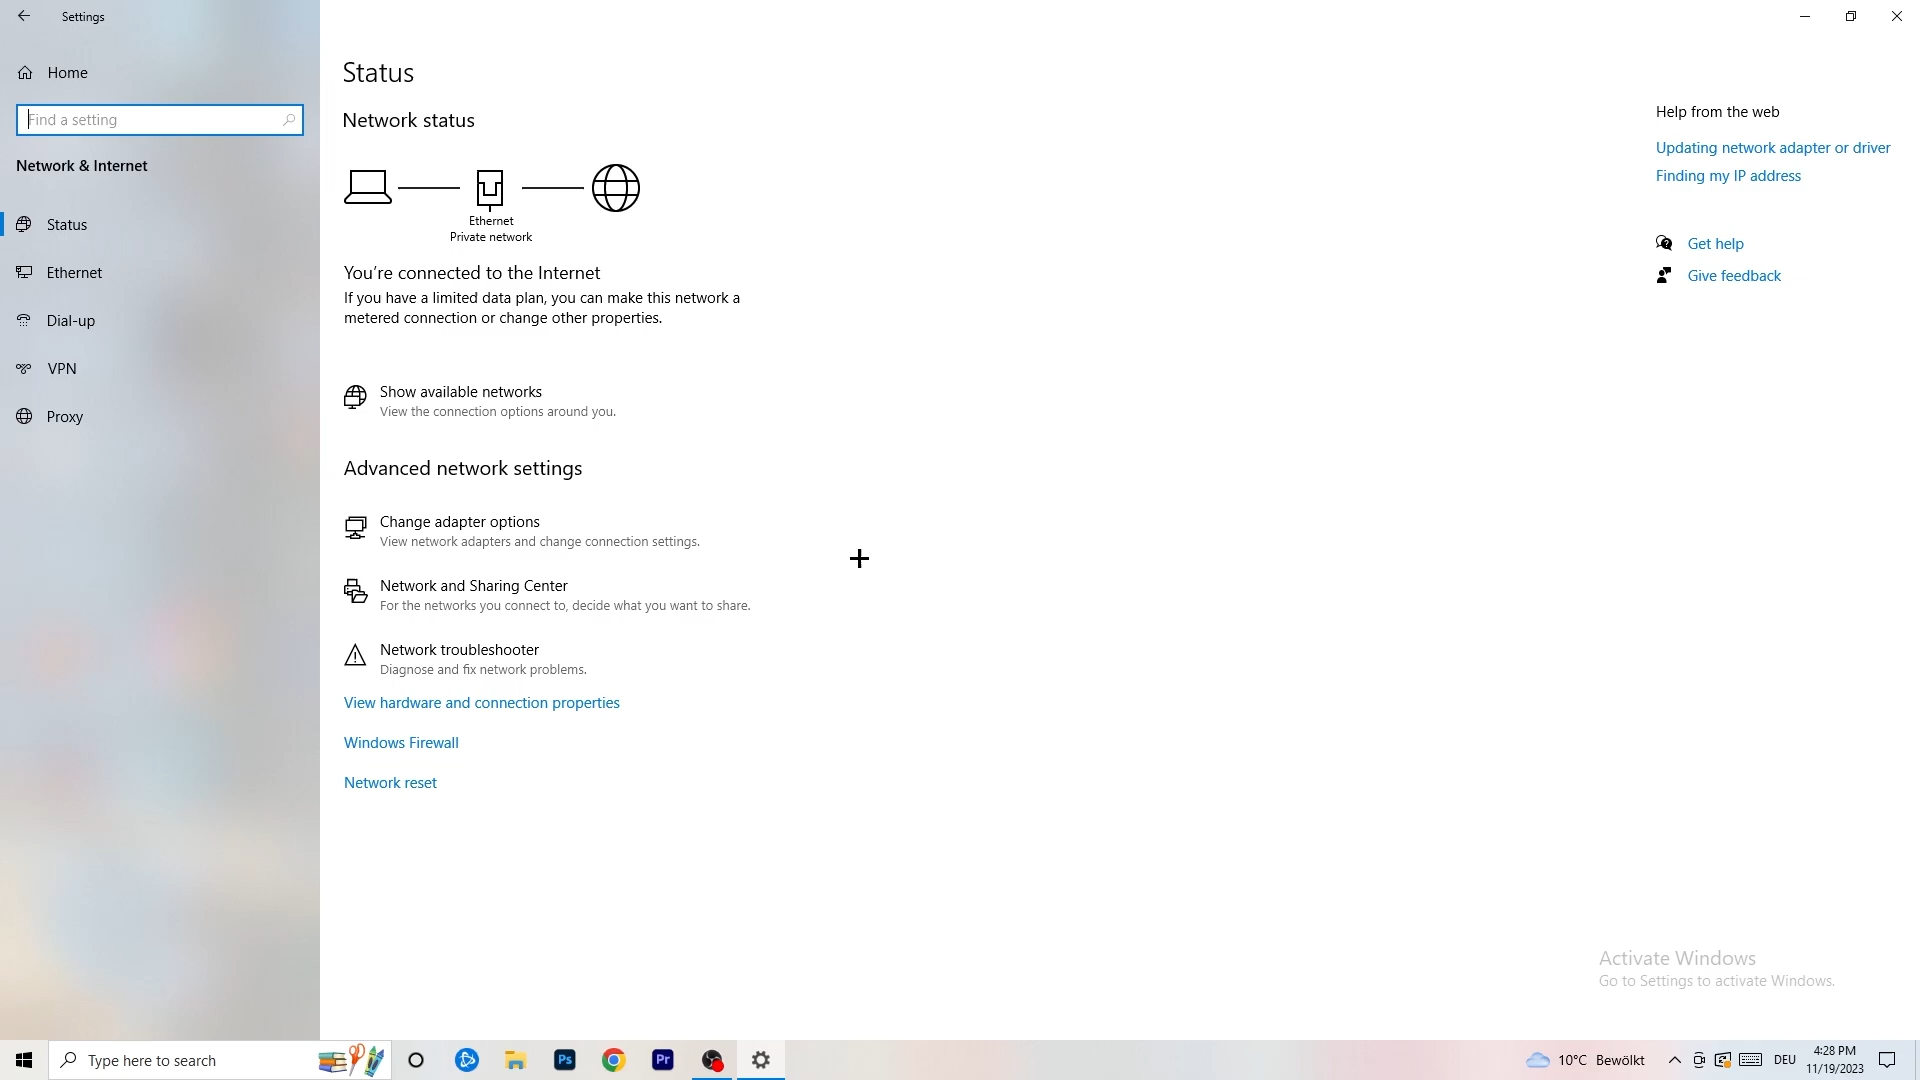 Settings
Home
Find a setting
Network & Internet
Status
Ethernet
Dial-up
VPN
Proxy
Status
Network status
Ethernet
Private network
You're connected to the Internet
If you have a limited data plan, you can make this network a
metered connection or change other properties.
Show available networks
View the connection options around you.
Advanced network settings
Change adapter options
View network adapters and change connection settings.
Network and Sharing Center
For the networks you connect to, decide what you want to share.
Network troubleshooter
Diagnose and fix network problems.
View hardware and connection properties
Windows Firewall
Network reset
Help from the web
Updating network adapter or driver
Finding my IP address
Get help
Give feedback
Activate Windows
Go to Settings to activate Windows.
Type here to search
Ps
Pr
10°C Bewölkt
DEU
4:28 PM
11/19/2023